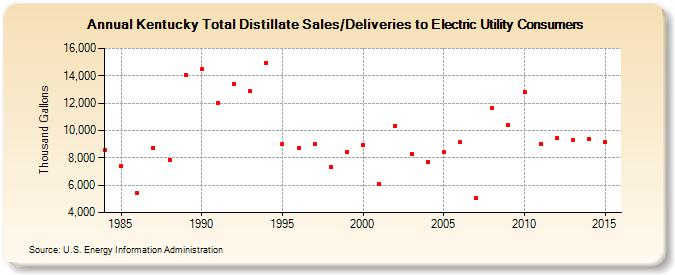 Annual Kentucky Total Distillate Sales/Deliveries to Electric Utility Consumers
Thousand Gallons
16,000
14,000
12,000
10,000
8,000
6,000
4,000
1985 1990 1995 2000 2005 2010 2015
Source: U.S. Energy Information Administration